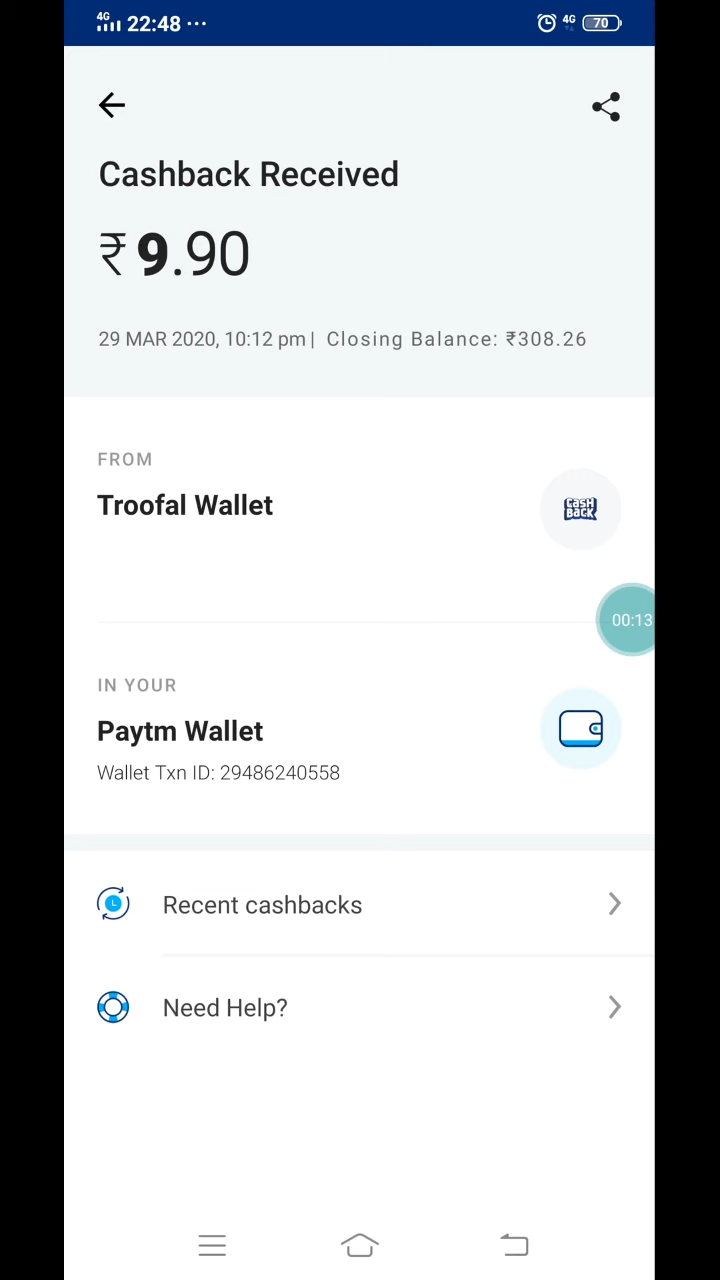 4G 22:48 ... 4G 70
Cashback Received
₹9.90
29 MAR 2020, 10:12 pm | Closing Balance: ₹308.26
FROM
Troofal Wallet
CASH
BACK
00:13
IN YOUR
Paytm Wallet
Wallet Txn ID: 29486240558
Recent cashbacks
Need Help?